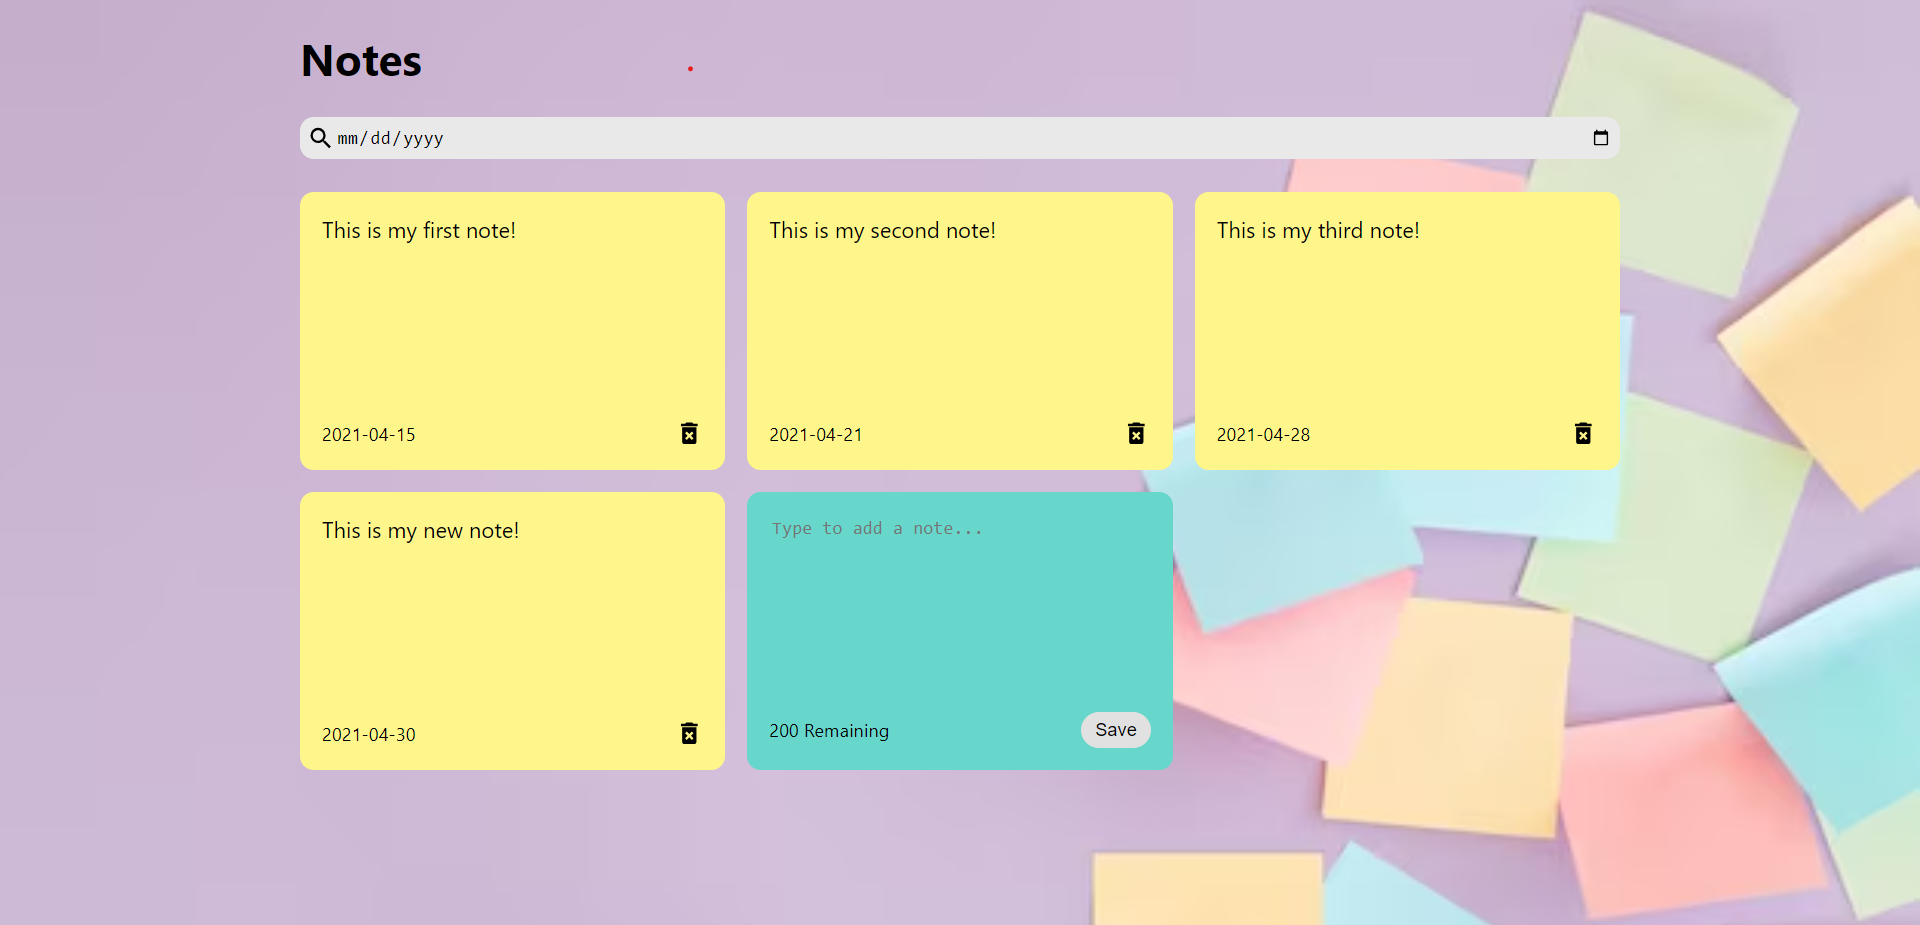 Notes
mm/dd/yyyy
This is my first note!
2021-04-15
This is my second note!
2021-04-21
This is my third note!
2021-04-28
This is my new note!
2021-04-30
Type to add a note...
200 Remaining
Save